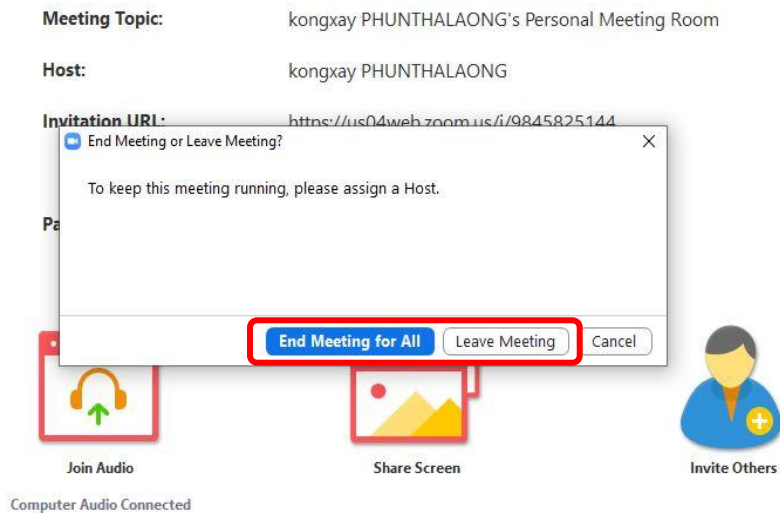 Meeting Topic: kongxay PHUNTHALAONG's Personal Meeting Room
Host: kongxay PHUNTHALAONG
Invitation URL: https://us04web.zoom.us/j/9845825144
End Meeting or Leave Meeting?
To keep this meeting running, please assign a Host.
End Meeting for All Leave Meeting Cancel
Join Audio Share Screen Invite Others
Computer Audio Connected